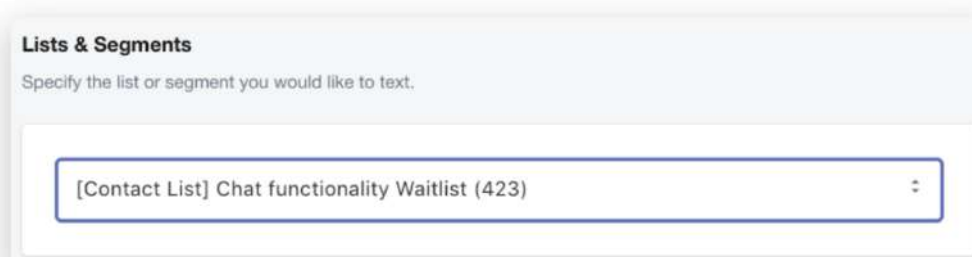 Lists & Segments
Specify the list or segment you would like to text.
[Contact List] Chat functionality Waitlist (423)